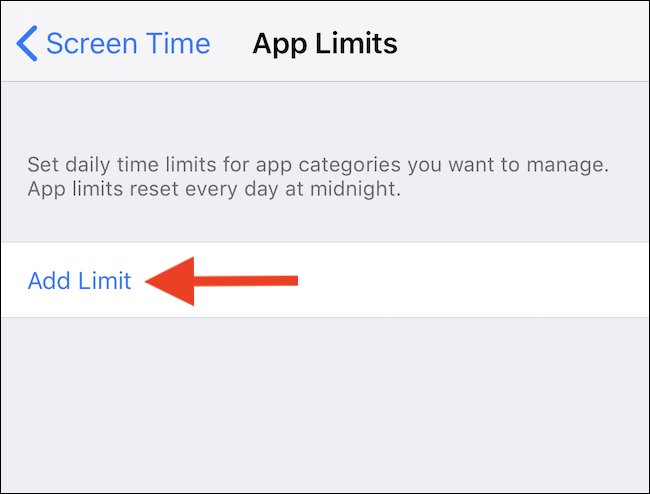 Screen Time App Limits
Set daily time limits for app categories you want to manage.
App limits reset every day at midnight.
Add Limit